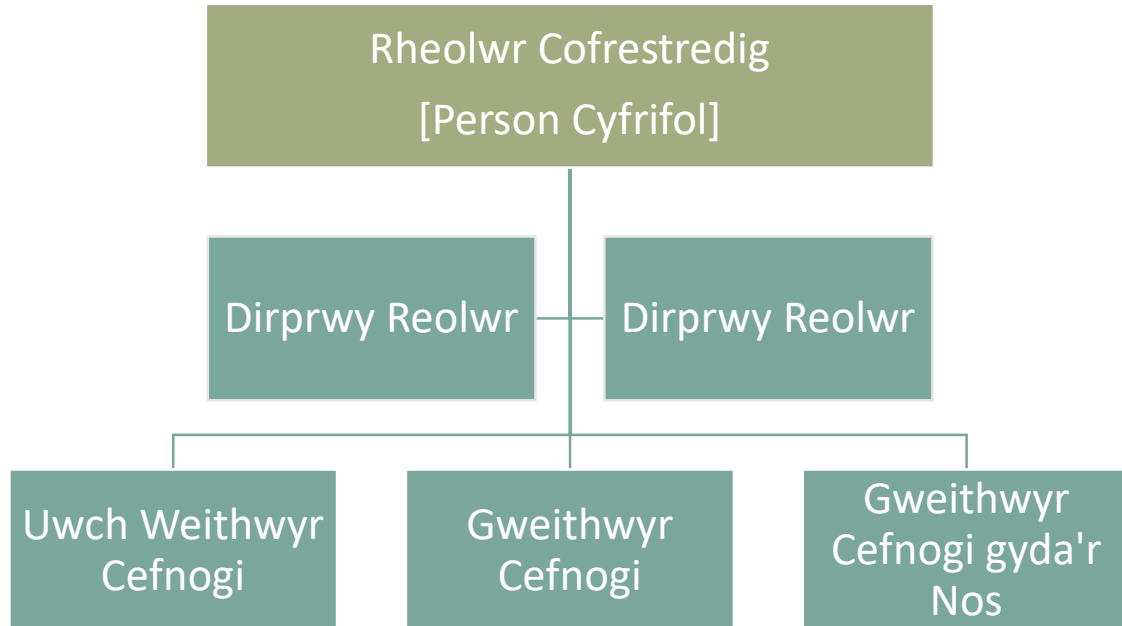 Rheolwr Cofrestredig
[Person Cyfrifol]
Dirprwy Reolwr
Dirprwy Reolwr
Uwch Weithwyr
Cefnogi
Gweithwyr
Cefnogi
Gweithwyr
Cefnogi gyda'r
Nos